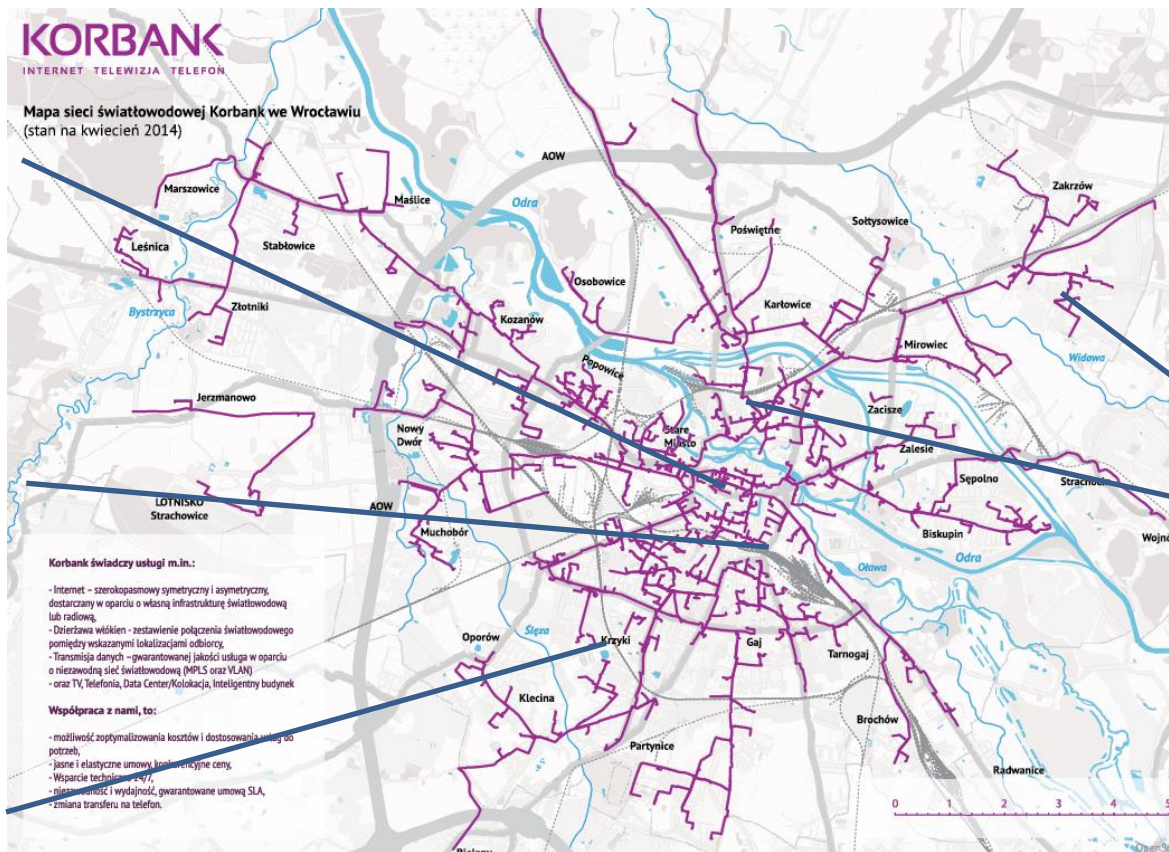 KORBANK
INTERNET TELEWIZJA TELEFON
Mapa sieci światłowodowej Korbank we Wrocławiu
(stan na kwiecień 2014)
AOW
Marszowice
Maślice
Odra
Zakrzów
Leśnica
Stabłowice
Poświętne
Sołtysowice
Osobowice
Złotniki
Bystrzyca
Karłowice
Kozanów
Mirowiec
Widawa
Popowice
Jerzmanowo
Zacisze
Nowy
Dwór
Stare
Miasto
Zalesie
Sępolno
LOTNISKO
Strachowice
AOW
Muchobór
Biskupin
Odra
Oława
Korbank świadczy usługi m.in.:
- Internet – szerokopasmowy symetryczny i asymetryczny,
dostarczany w oparciu o własną infrastrukturę światłowodową
lub radiową,
- Dzierżawa włókien - zestawienie połączenia światłowodowego
pomiędzy wskazanymi lokalizacjami odbiorcy,
- Transmisja danych – gwarantowanej jakości usługa w oparciu
o niezawodną sieć światłowodową (MPLS oraz VLAN)
- oraz TV, Telefonia, Data Center/Kolokacja, Inteligentny budynek
Współpraca z nami, to:
- możliwość zoptymalizowania kosztów i dostosowania usług do
potrzeb,
- jasne i elastyczne umowy, konkurencyjne ceny,
- Wsparcie techniczne 24/7,
- niezawodność i wydajność, gwarantowane umową SLA,
- zmiana transferu na telefon.
Oporów
Ślęza
Krzyki
Gaj
Tarnogaj
Klecina
Brochów
Partynice
Radwanice
0 1 2 3 4 5